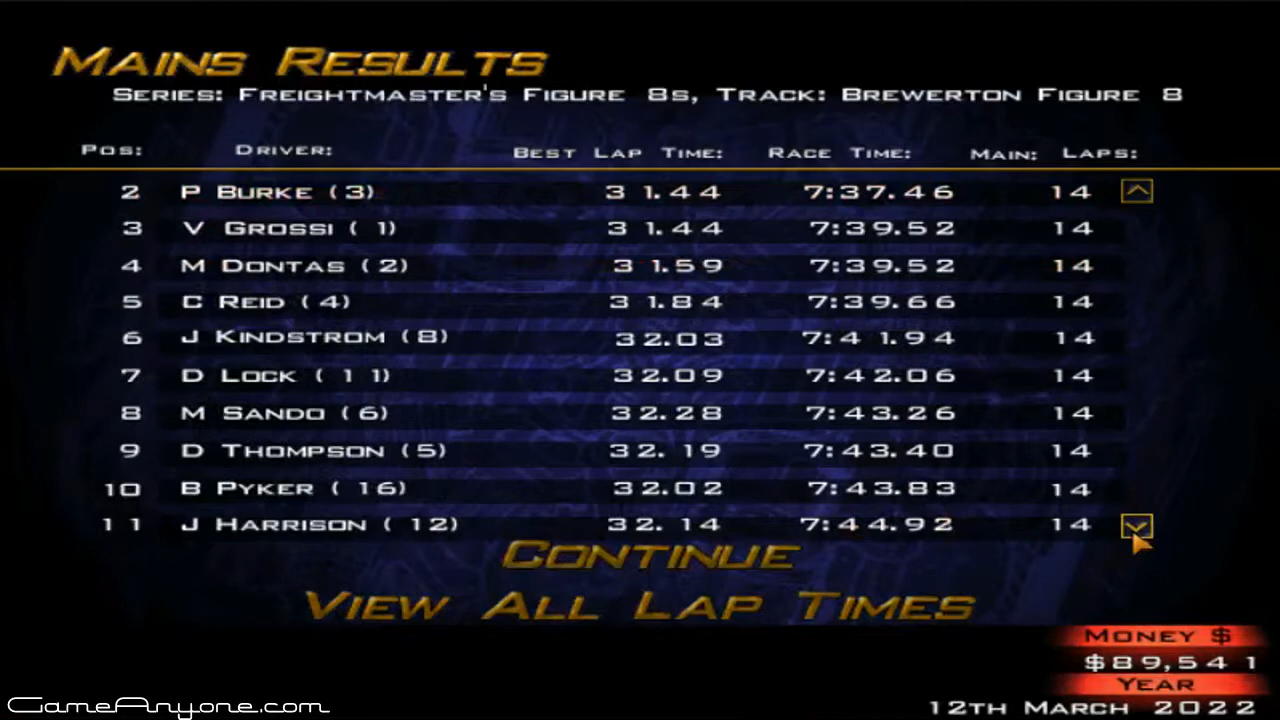 Mains Results
Series: Freightmaster's Figure 8s, Track: Brewerton Figure 8
Pos: Driver: Best Lap Time: Race Time: Main: Laps:
2 P Burke (3) 31.44 7:37.46 14
3 V Grossi (1) 31.44 7:39.52 14
4 M Dontas (2) 31.59 7:39.52 14
5 C Reid (4) 31.84 7:39.66 14
6 J Kindstrom (8) 32.03 7:41.94 14
7 D Lock (11) 32.09 7:42.06 14
8 M Sando (6) 32.28 7:43.26 14
9 D Thompson (5) 32.19 7:43.40 14
10 B Pyker (16) 32.02 7:43.83 14
11 J Harrison (12) 32.14 7:44.92 14
Continue
View All Lap Times
Money $
$89,541
Year
12th March 2022
GameAnyone.com